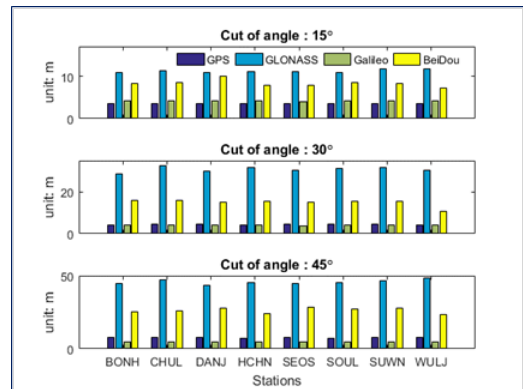 Cut of angle : 15°
GPS GLONASS Galileo BeiDou
unit: m
10
0
Cut of angle : 30°
unit: m
20
0
Cut of angle : 45°
unit: m
50
0
BONH CHUL DANJ HCHN SEOS SOUL SUWN WULJ
Stations